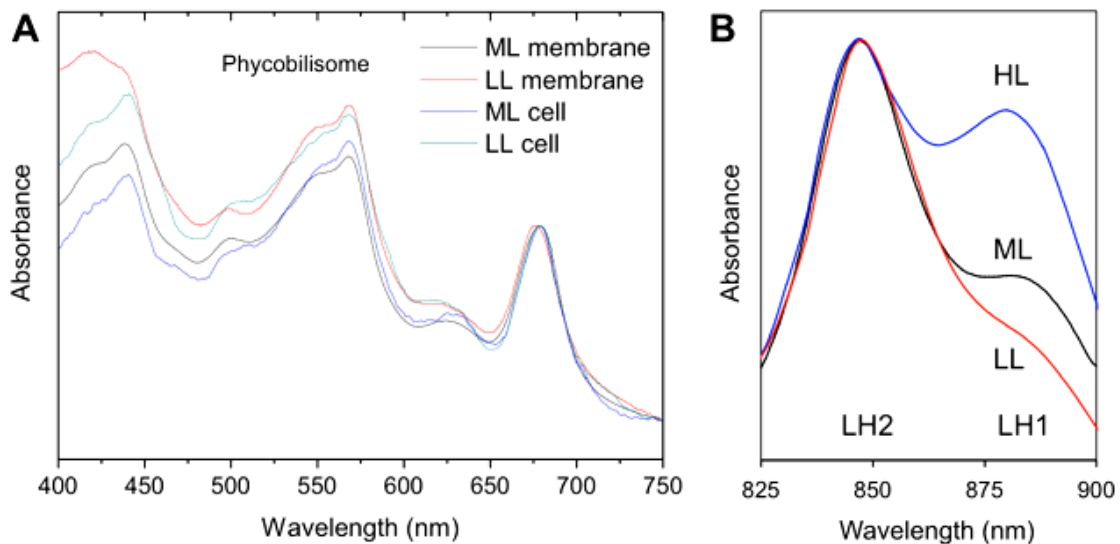 A
Phycobilisome
ML membrane
LL membrane
ML cell
LL cell
Absorbance
400 450 500 550 600 650 700 750
Wavelength (nm)
B
HL
ML
LL
LH2 LH1
Absorbance
825 850 875 900
Wavelength (nm)